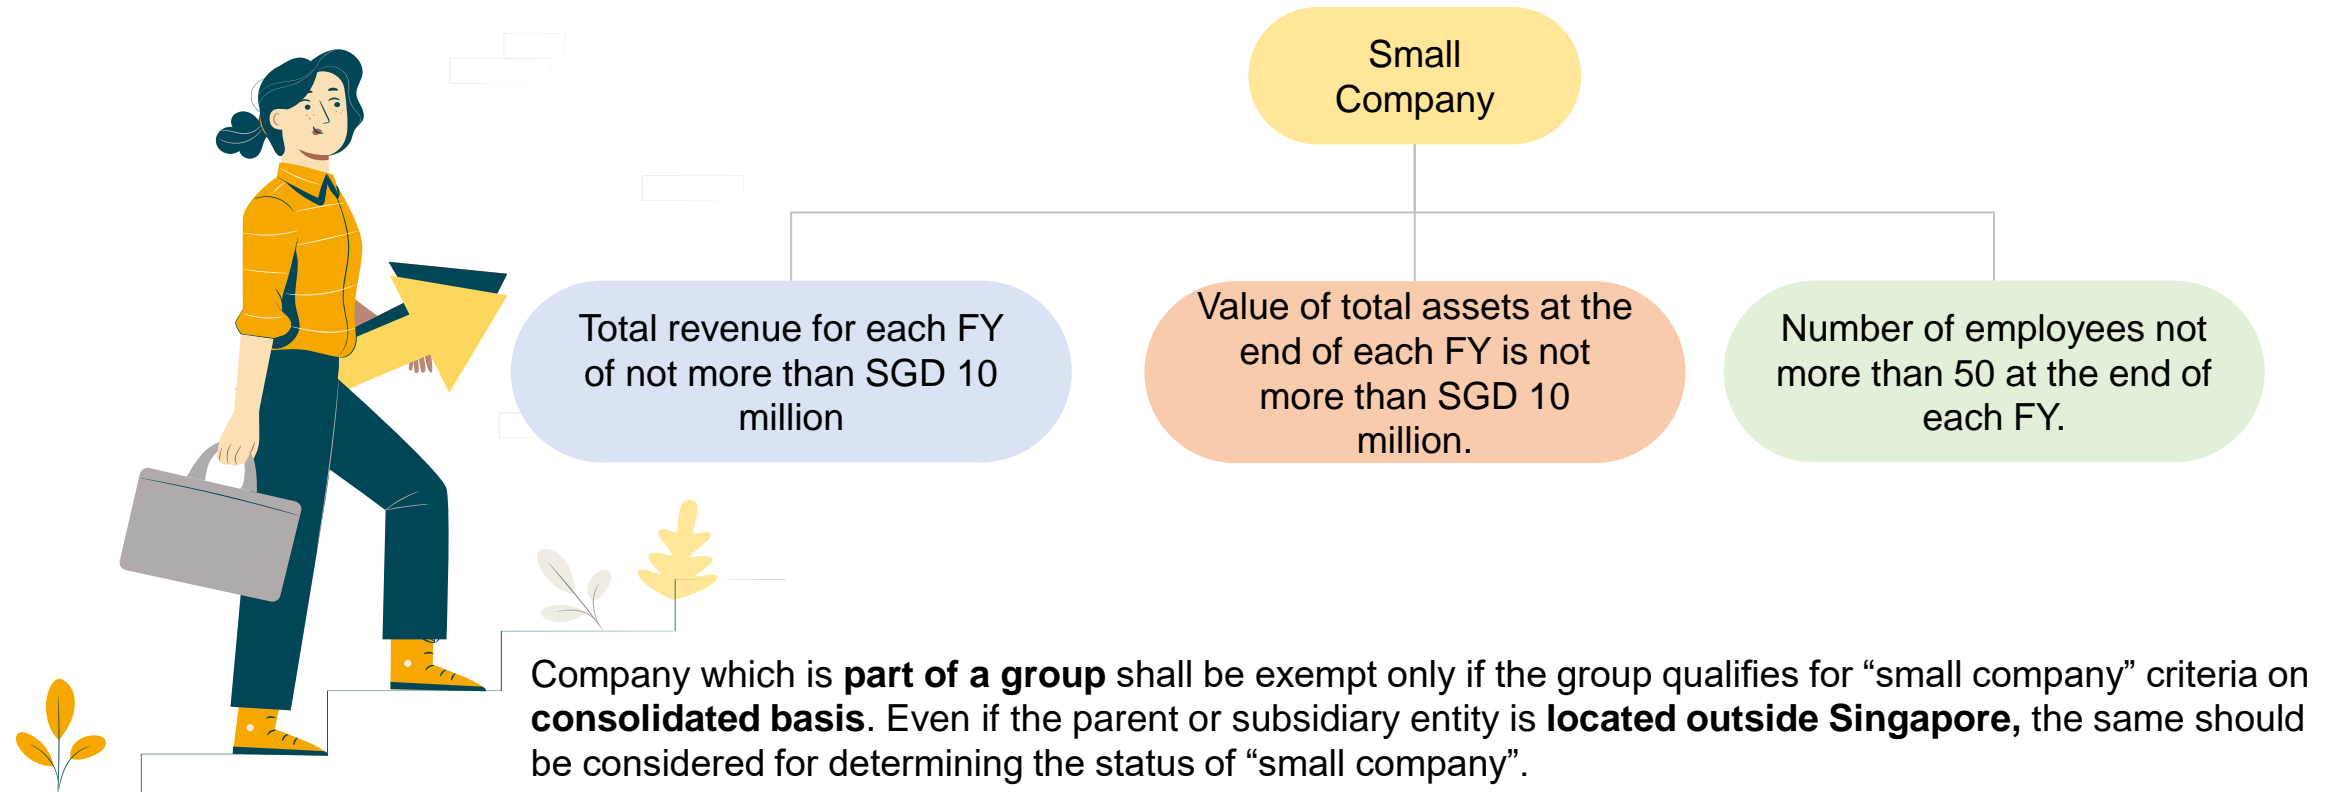 Small
Company
Total revenue for each FY
of not more than SGD 10
million
Value of total assets at the
end of each FY is not
more than SGD 10
million.
Number of employees not
more than 50 at the end of
each FY.
Company which is part of a group shall be exempt only if the group qualifies for “small company” criteria on
consolidated basis. Even if the parent or subsidiary entity is located outside Singapore, the same should
be considered for determining the status of “small company”.